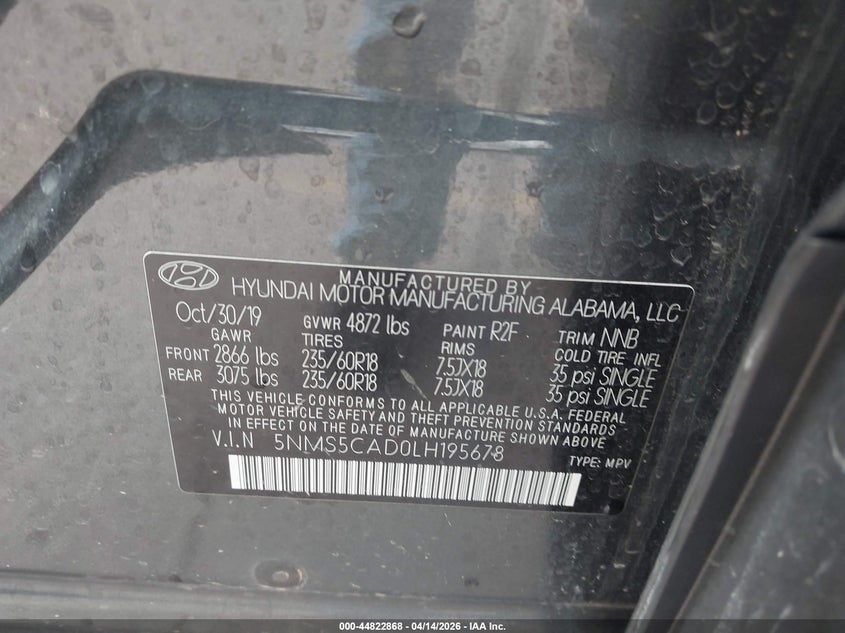 MANUFACTURED BY
HYUNDAI MOTOR MANUFACTURING ALABAMA, LLC
Oct/30/19 GVWR 4872 lbs PAINT R2F TRIM NNB
GAWR TIRES RIMS COLD TIRE INFL
FRONT 2866 lbs 235/60R18 7.5JX18 35 psi SINGLE
REAR 3075 lbs 235/60R18 7.5JX18 35 psi SINGLE
THIS VEHICLE CONFORMS TO ALL APPLICABLE U.S.A. FEDERAL
MOTOR VEHICLE SAFETY AND THEFT PREVENTION STANDARDS
IN EFFECT ON THE DATE OF MANUFACTURE SHOWN ABOVE.
V.I.N 5NMS5CAD0LH195678 TYPE: MPV
000-44822868 - 04/14/2026 - IAA Inc.